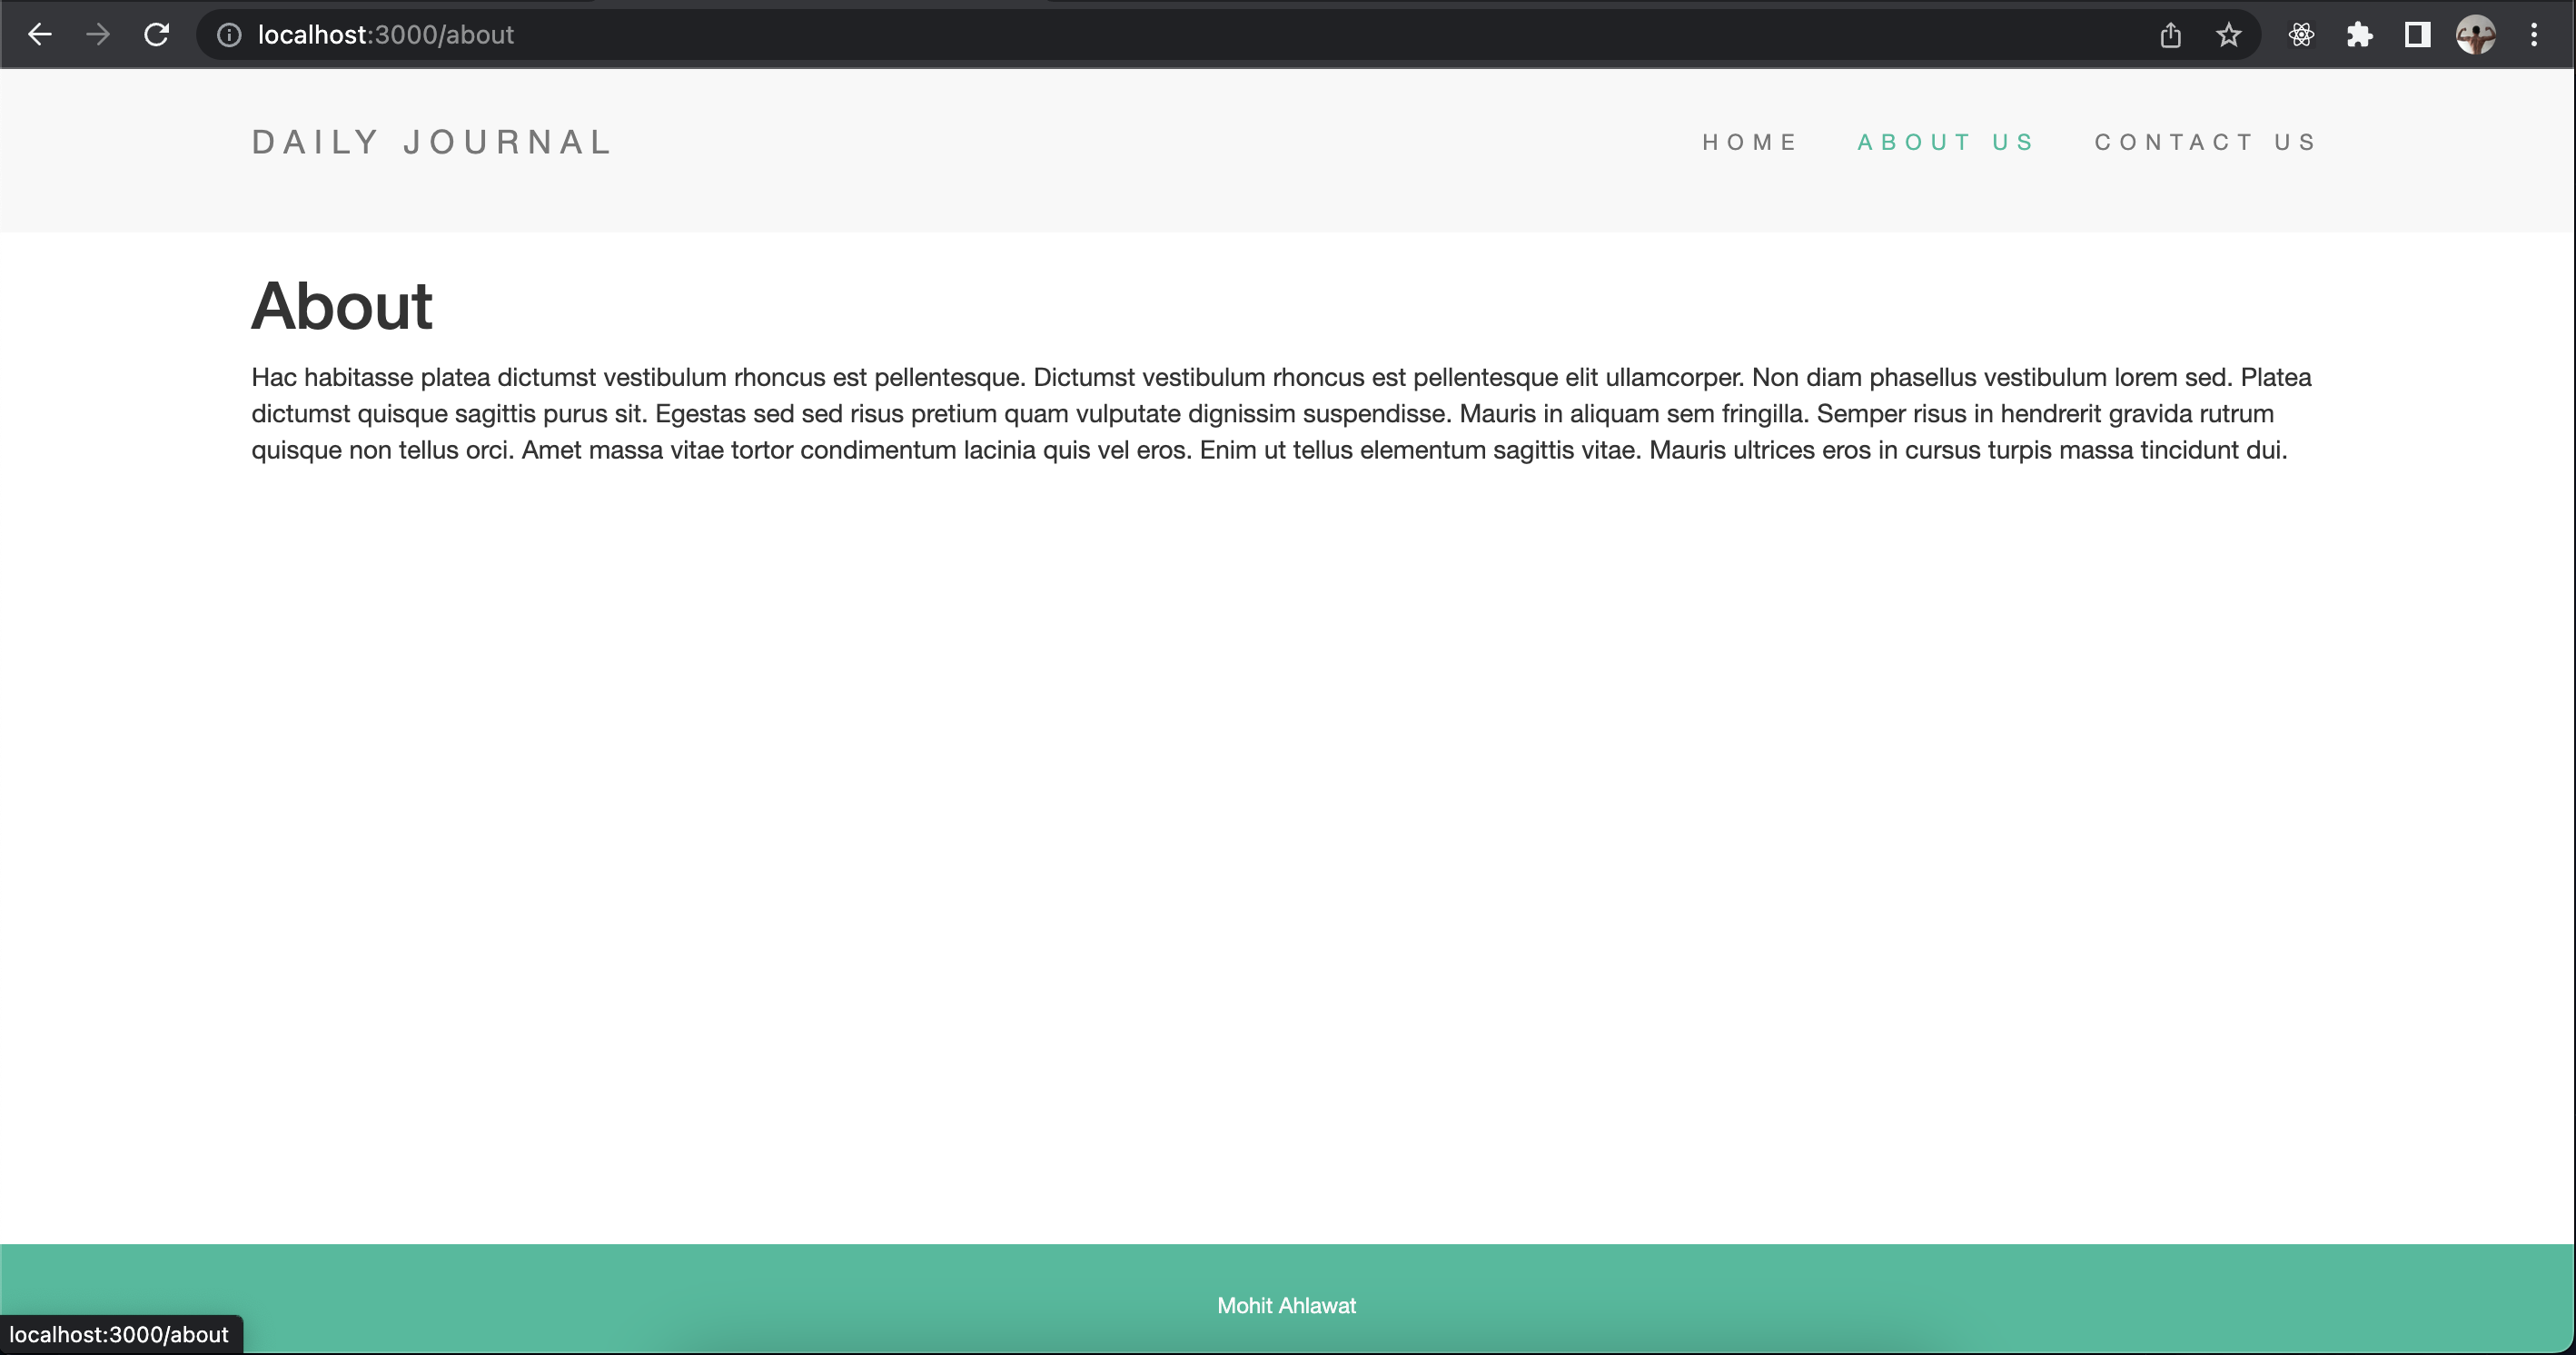 localhost:3000/about
DAILY JOURNAL
HOME ABOUT US CONTACT US
About
Hac habitasse platea dictumst vestibulum rhoncus est pellentesque. Dictumst vestibulum rhoncus est pellentesque elit ullamcorper. Non diam phasellus vestibulum lorem sed. Platea
dictumst quisque sagittis purus sit. Egestas sed sed risus pretium quam vulputate dignissim suspendisse. Mauris in aliquam sem fringilla. Semper risus in hendrerit gravida rutrum
quisque non tellus orci. Amet massa vitae tortor condimentum lacinia quis vel eros. Enim ut tellus elementum sagittis vitae. Mauris ultrices eros in cursus turpis massa tincidunt dui.
Mohit Ahlawat
localhost:3000/about